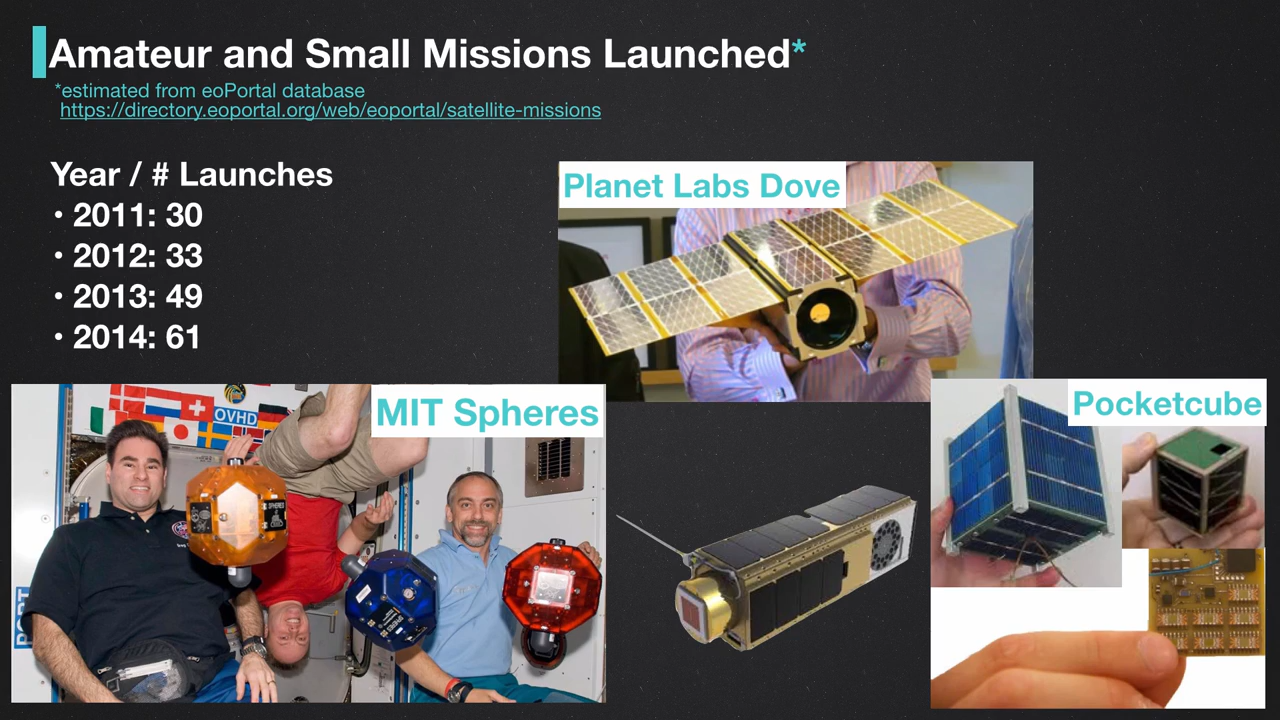 Amateur and Small Missions Launched*
*estimated from eoPortal database
https://directory.eoportal.org/web/eoportal/satellite-missions
Year / # Launches
• 2011: 30
• 2012: 33
• 2013: 49
• 2014: 61
Planet Labs Dove
MIT Spheres
OVHD
SPHERES
Pocketcube